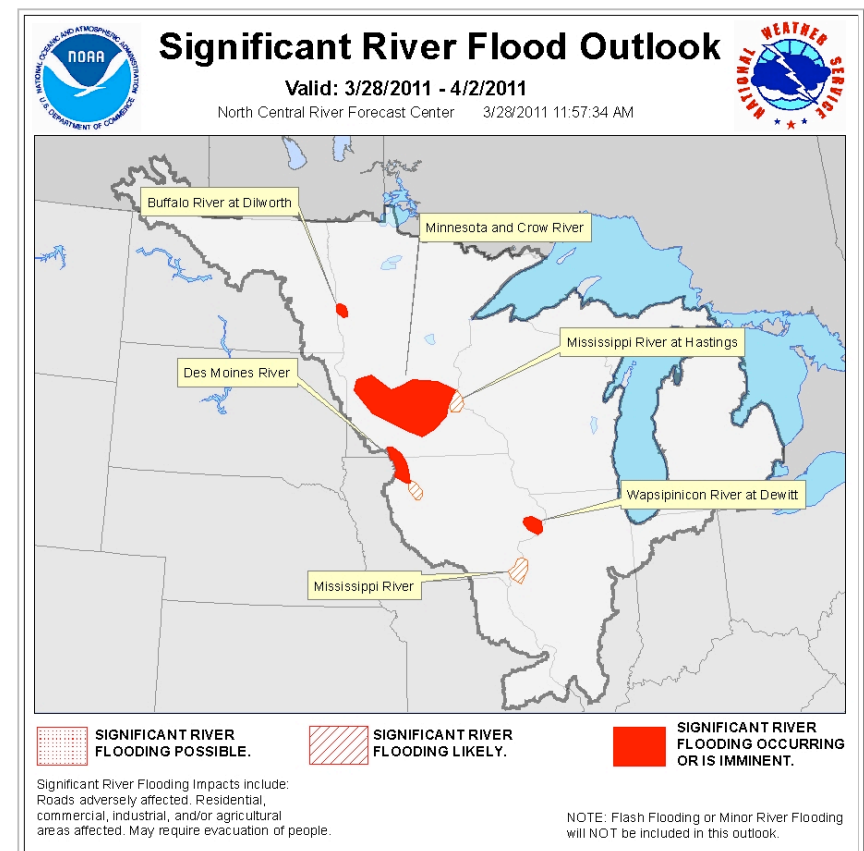 NATIONAL OCEANIC AND ATMOSPHERIC ADMINISTRATION
NOAA
U.S. DEPARTMENT OF COMMERCE
Significant River Flood Outlook
Valid: 3/28/2011 - 4/2/2011
North Central River Forecast Center 3/28/2011 11:57:34 AM
NATIONAL WEATHER SERVICE
Buffalo River at Dilworth
Minnesota and Crow River
Mississippi River at Hastings
Des Moines River
Wapsipinicon River at Dewitt
Mississippi River
SIGNIFICANT RIVER
FLOODING POSSIBLE.
SIGNIFICANT RIVER
FLOODING LIKELY.
SIGNIFICANT RIVER
FLOODING OCCURRING
OR IS IMMINENT.
Significant River Flooding Impacts include:
Roads adversely affected. Residential,
commercial, industrial, and/or agricultural
areas affected. May require evacuation of people.
NOTE: Flash Flooding or Minor River Flooding
will NOT be included in this outlook.